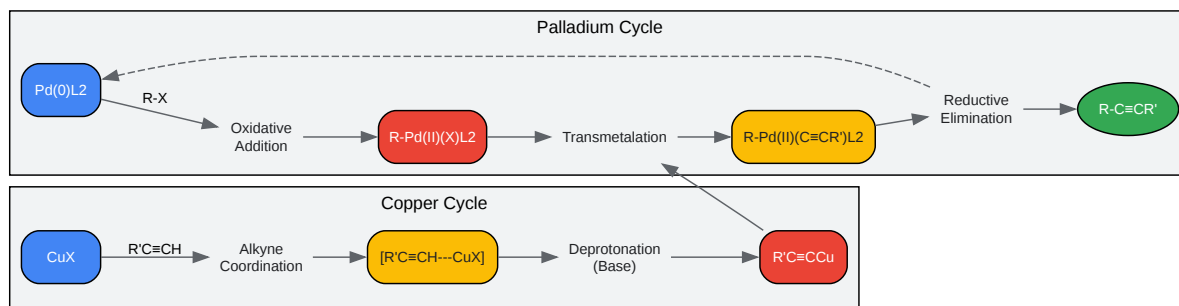 Palladium Cycle
Pd(0)L2
R-X
Oxidative
Addition
R-Pd(II)(X)L2
Transmetalation
R-Pd(II)(C≡CR')L2
Reductive
Elimination
R-C≡CR'
Copper Cycle
CuX
R'C≡CH
Alkyne
Coordination
[R'C≡CH---CuX]
Deprotonation
(Base)
R'C≡CCu